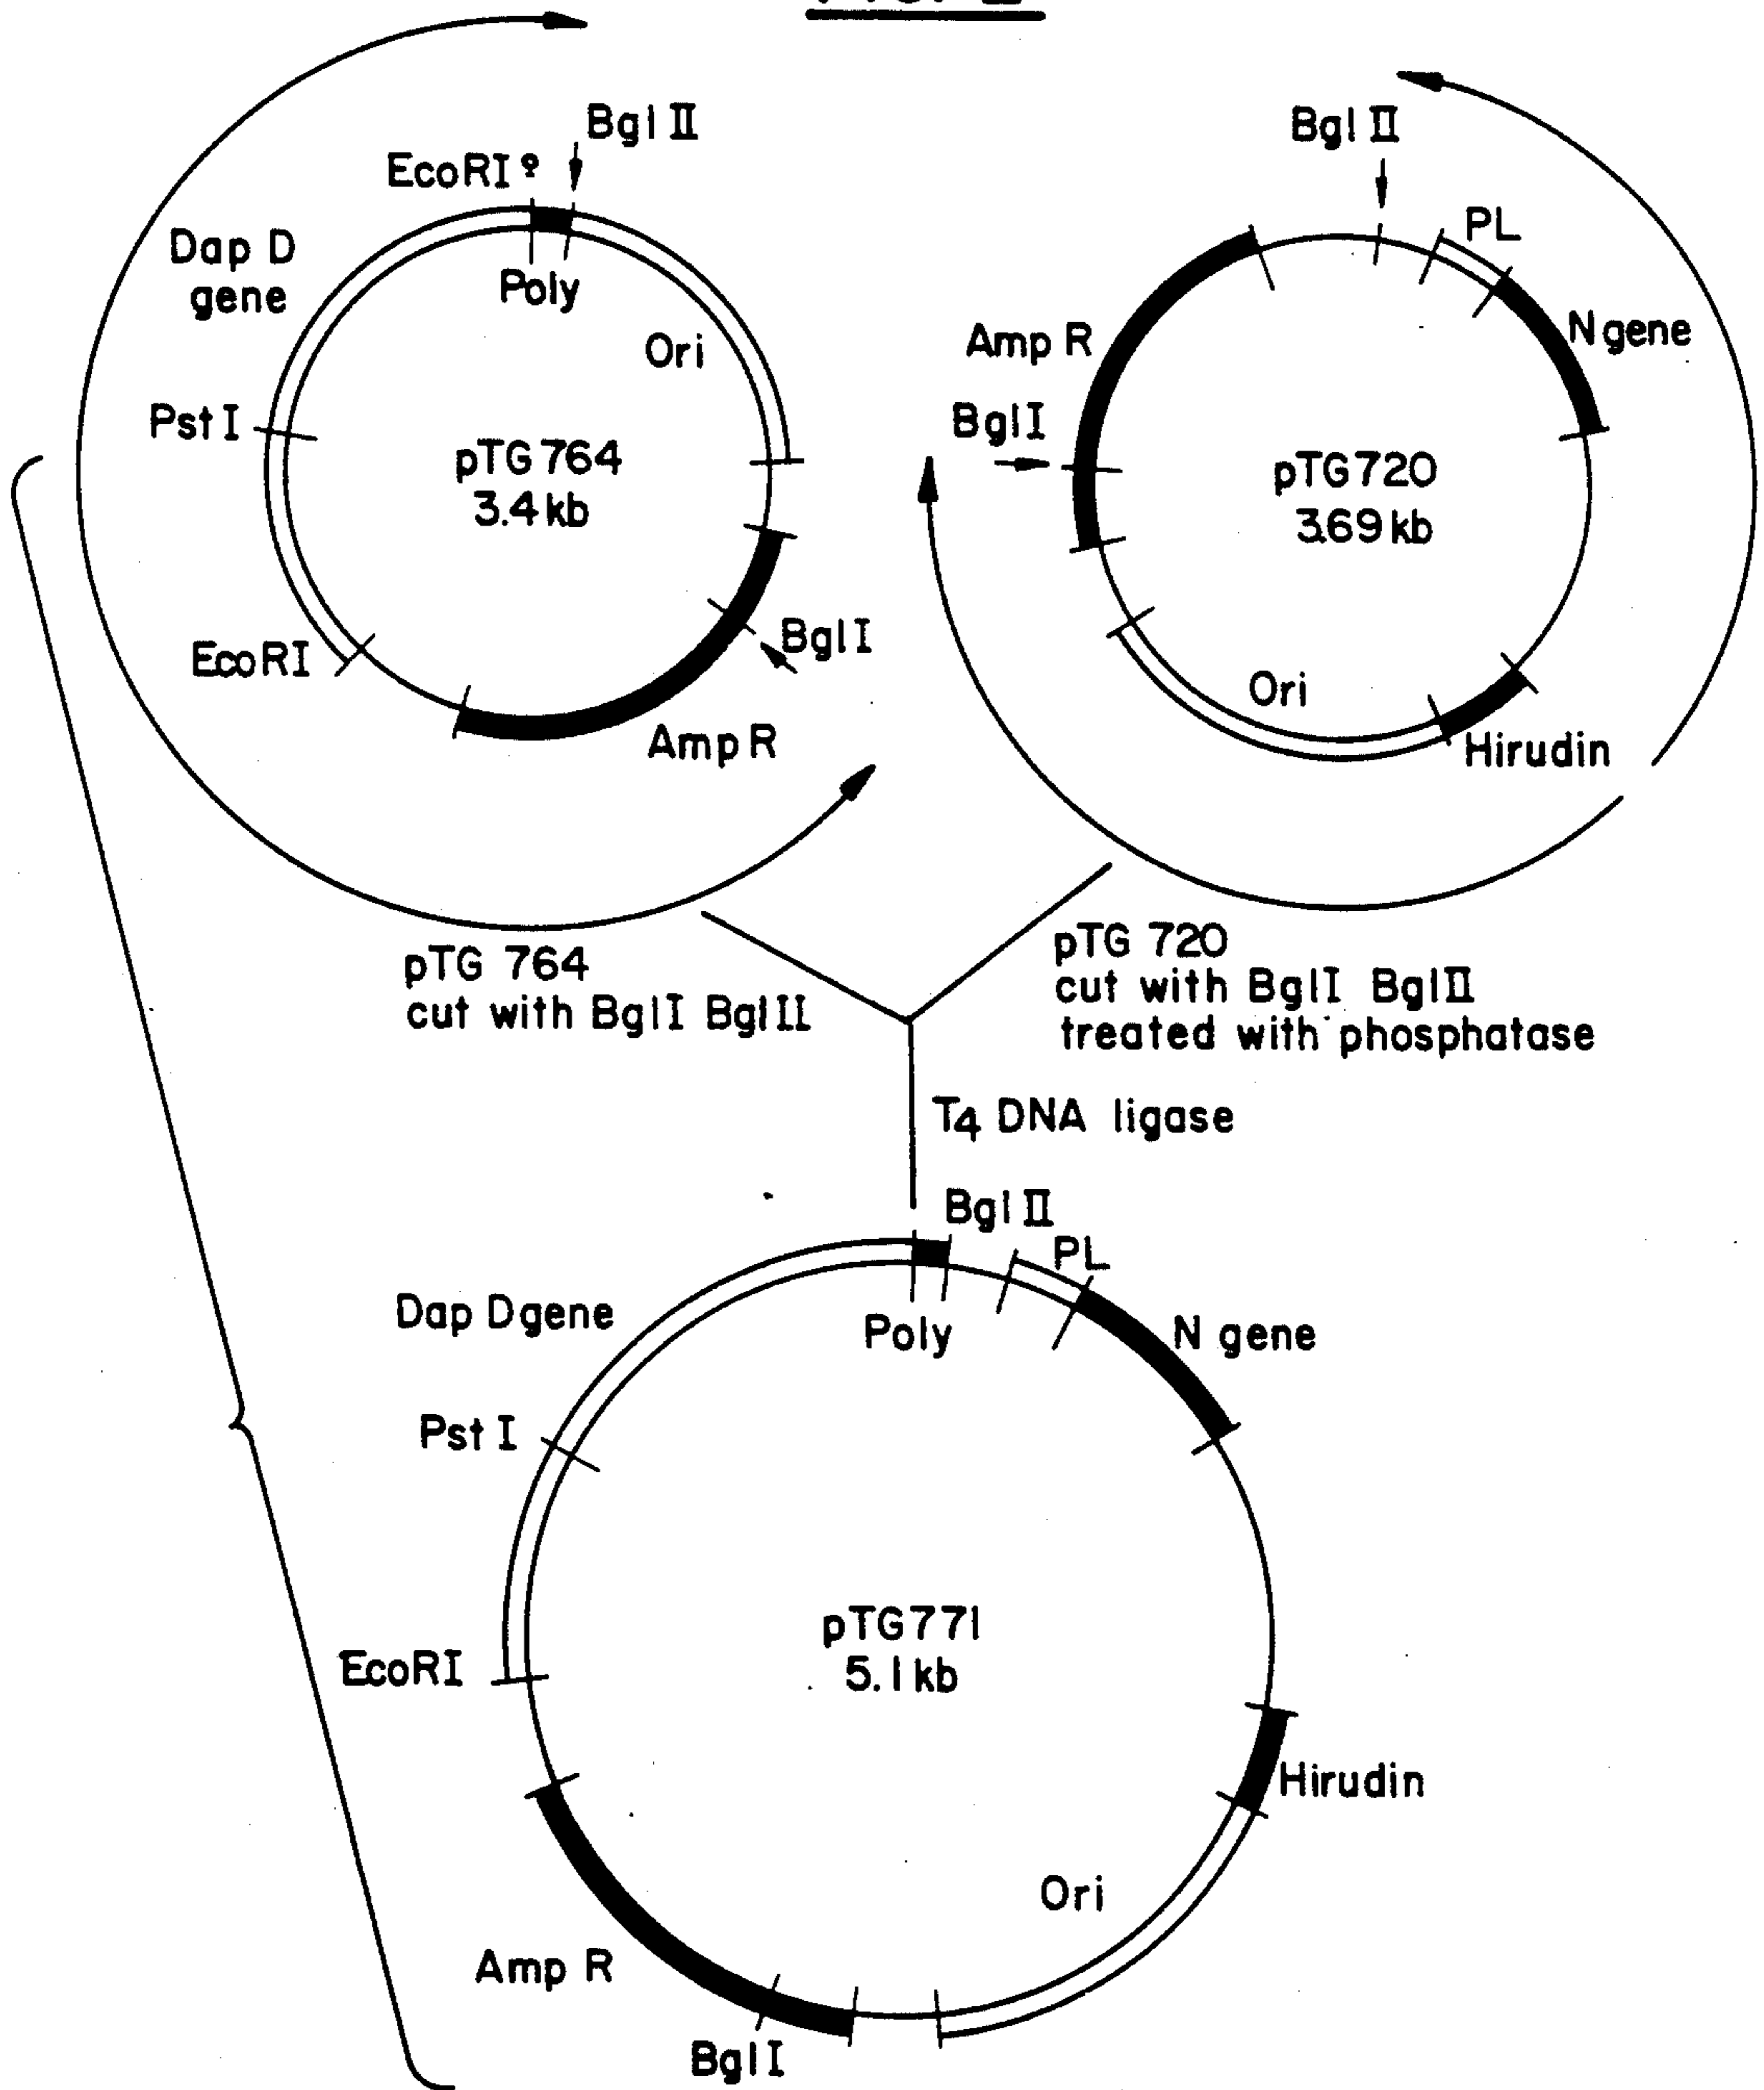 Bgl II
EcoRI°
Dap D
gene
Poly
Ori
Pst I
pTG 764
3.4 kb
EcoRI
BglI
Amp R
Bgl II
PL
Amp R
N gene
BglI
pTG720
3.69 kb
Ori
Hirudin
pTG 764
cut with BglI BglII
pTG 720
cut with BglI BglII
treated with phosphatase
T4 DNA ligase
Bgl II
PL
Dap D gene
Poly
N gene
Pst I
pTG771
5.1 kb
EcoRI
Hirudin
Ori
Amp R
BglI